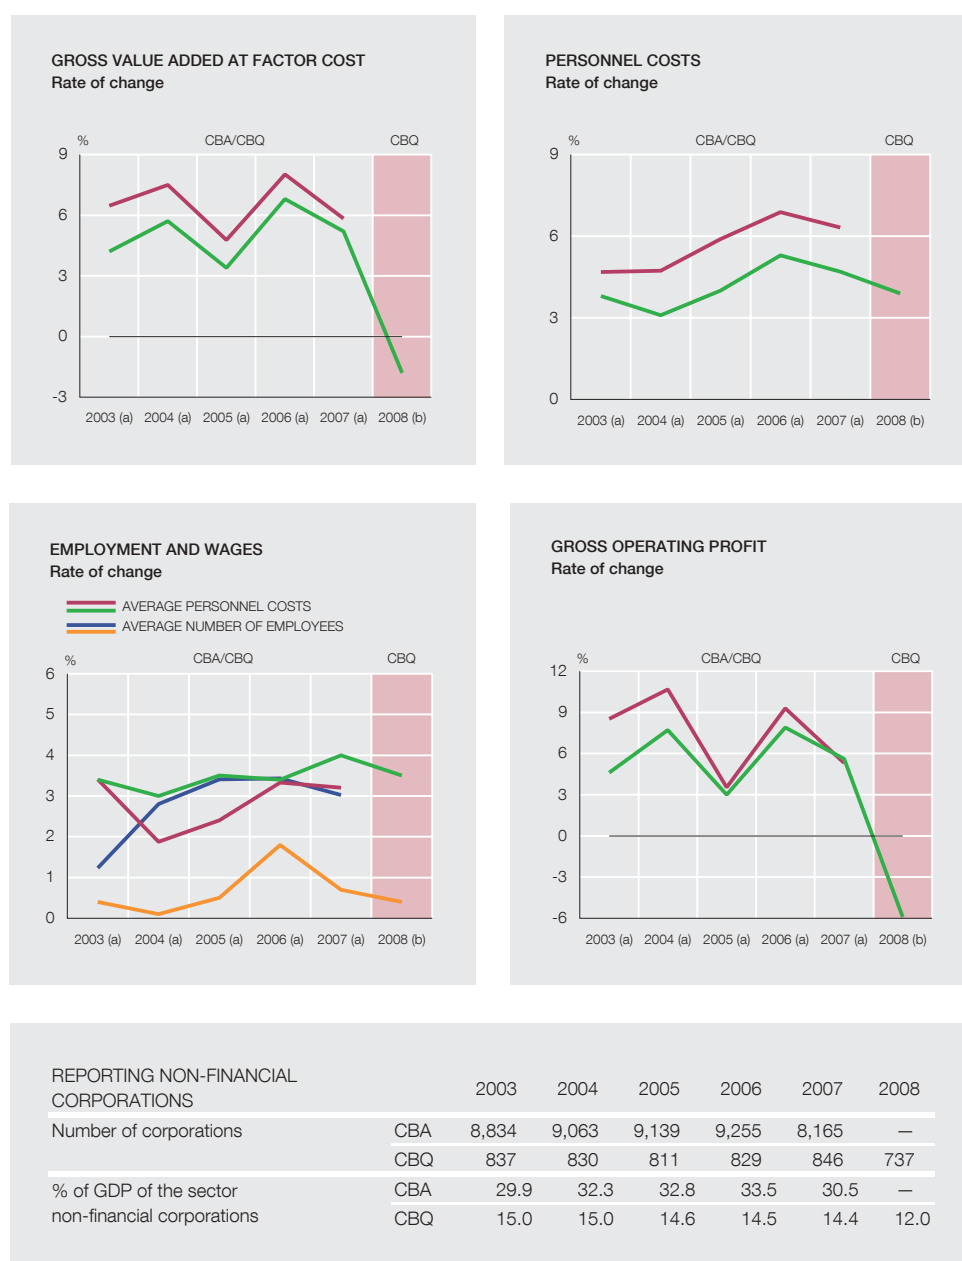 GROSS VALUE ADDED AT FACTOR COST
Rate of change
% CBA/CBQ CBQ
9
6
3
0
-3
2003 (a) 2004 (a) 2005 (a) 2006 (a) 2007 (a) 2008 (b)
PERSONNEL COSTS
Rate of change
% CBA/CBQ CBQ
9
6
3
0
2003 (a) 2004 (a) 2005 (a) 2006 (a) 2007 (a) 2008 (b)
EMPLOYMENT AND WAGES
Rate of change
AVERAGE PERSONNEL COSTS
AVERAGE NUMBER OF EMPLOYEES
% CBA/CBQ CBQ
6
5
4
3
2
1
0
2003 (a) 2004 (a) 2005 (a) 2006 (a) 2007 (a) 2008 (b)
GROSS OPERATING PROFIT
Rate of change
% CBA/CBQ CBQ
12
9
6
3
0
-3
-6
2003 (a) 2004 (a) 2005 (a) 2006 (a) 2007 (a) 2008 (b)
REPORTING NON-FINANCIAL
CORPORATIONS 2003 2004 2005 2006 2007 2008
Number of corporations CBA 8,834 9,063 9,139 9,255 8,165 —
CBQ 837 830 811 829 846 737
% of GDP of the sector CBA 29.9 32.3 32.8 33.5 30.5 —
non-financial corporations CBQ 15.0 15.0 14.6 14.5 14.4 12.0